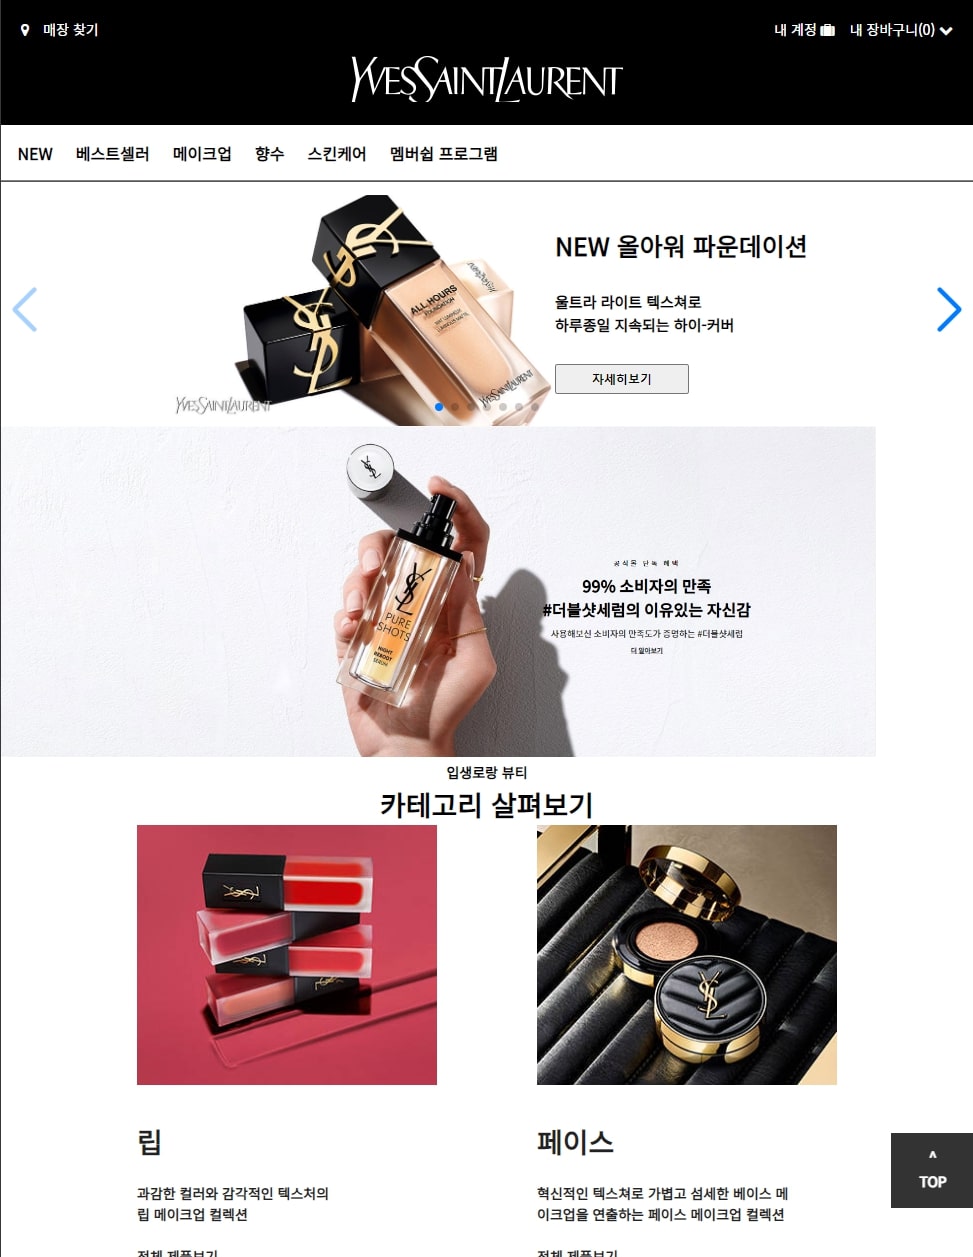 매장 찾기
내 계정
내 장바구니(0)
YVESSAINTLAURENT
NEW 베스트셀러 메이크업 향수 스킨케어 멤버쉽 프로그램
NEW 올아워 파운데이션
울트라 라이트 텍스쳐로
하루종일 지속되는 하이-커버
자세히보기
ALL HOURS
FOUNDATION
YVESSAINTLAURENT
YVESSAINTLAURENT
YSL
PURE
SHOTS
NIGHT
REBOOT
SERUM
공식몰 단독 혜택
99% 소비자의 만족
#더블샷세럼의 이유있는 자신감
사용해보신 소비자의 만족도가 증명하는 #더블샷세럼
더 알아보기
입생로랑 뷰티
카테고리 살펴보기
립
과감한 컬러와 감각적인 텍스처의
립 메이크업 컬렉션
전체 제품보기
페이스
혁신적인 텍스쳐로 가볍고 섬세한 베이스 메
이크업을 연출하는 페이스 메이크업 컬렉션
전체 제품보기
^
TOP